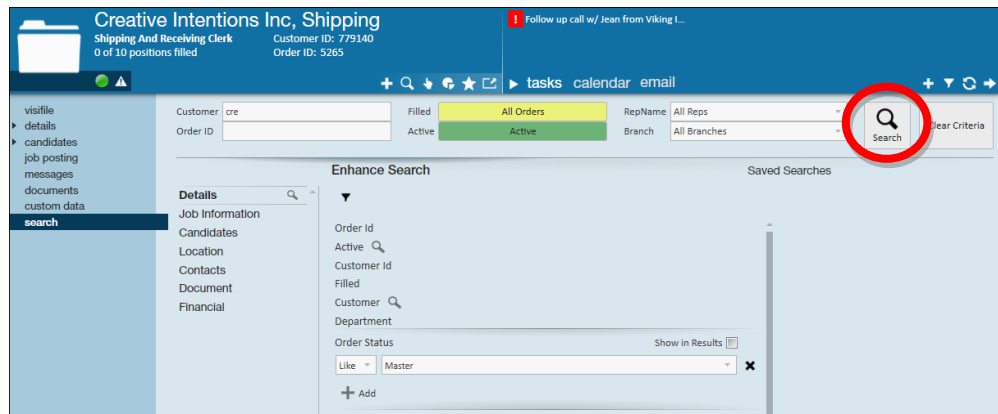 Creative Intentions Inc, Shipping
Shipping And Receiving Clerk Customer ID: 779140
0 of 10 positions filled Order ID: 5265
! Follow up call w/ Jean from Viking I...
tasks calendar email
visifile
details
candidates
job posting
messages
documents
custom data
search
Customer cre Filled All Orders RepName All Reps
Order ID Active Active Branch All Branches
Search
Clear Criteria
Enhance Search Saved Searches
Details
Job Information
Candidates
Location
Contacts
Document
Financial
Order Id
Active
Customer Id
Filled
Customer
Department
Order Status Show in Results
Like Master
Add